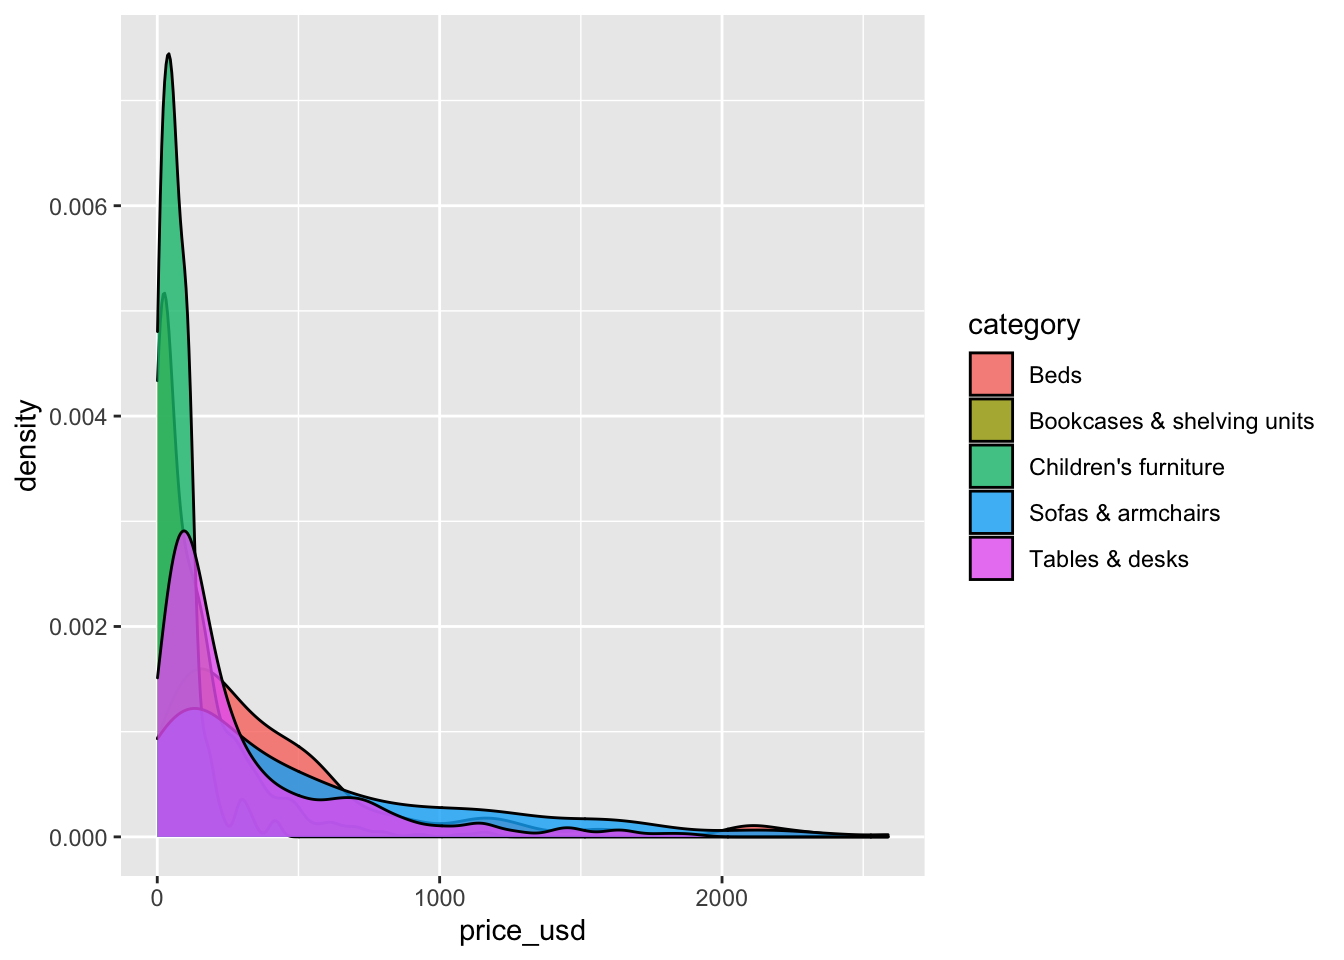 0.006
0.004
0.002
0.000
density
0
1000
2000
price_usd
category
Beds
Bookcases & shelving units
Children's furniture
Sofas & armchairs
Tables & desks